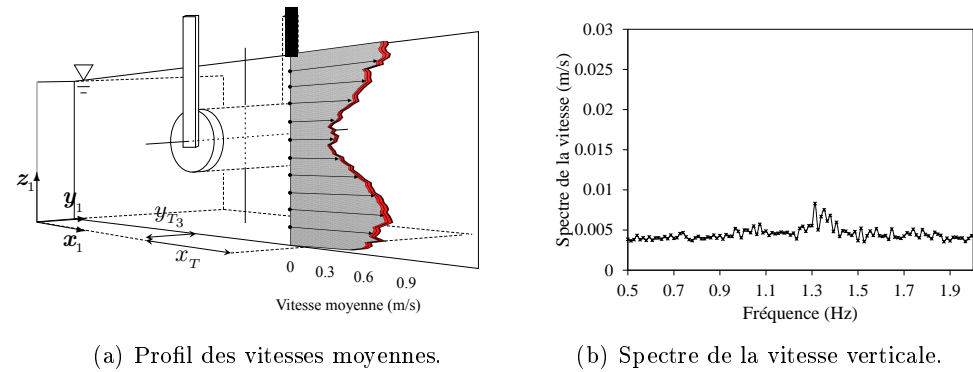 z₁
y₁
x₁
y_T₃
x_T
0 0.3 0.6 0.9
Vitesse moyenne (m/s)
(a) Profil des vitesses moyennes.
Spectre de la vitesse (m/s)
0.03
0.025
0.02
0.015
0.01
0.005
0
0.5 0.7 0.9 1.1 1.3 1.5 1.7 1.9
Fréquence (Hz)
(b) Spectre de la vitesse verticale.